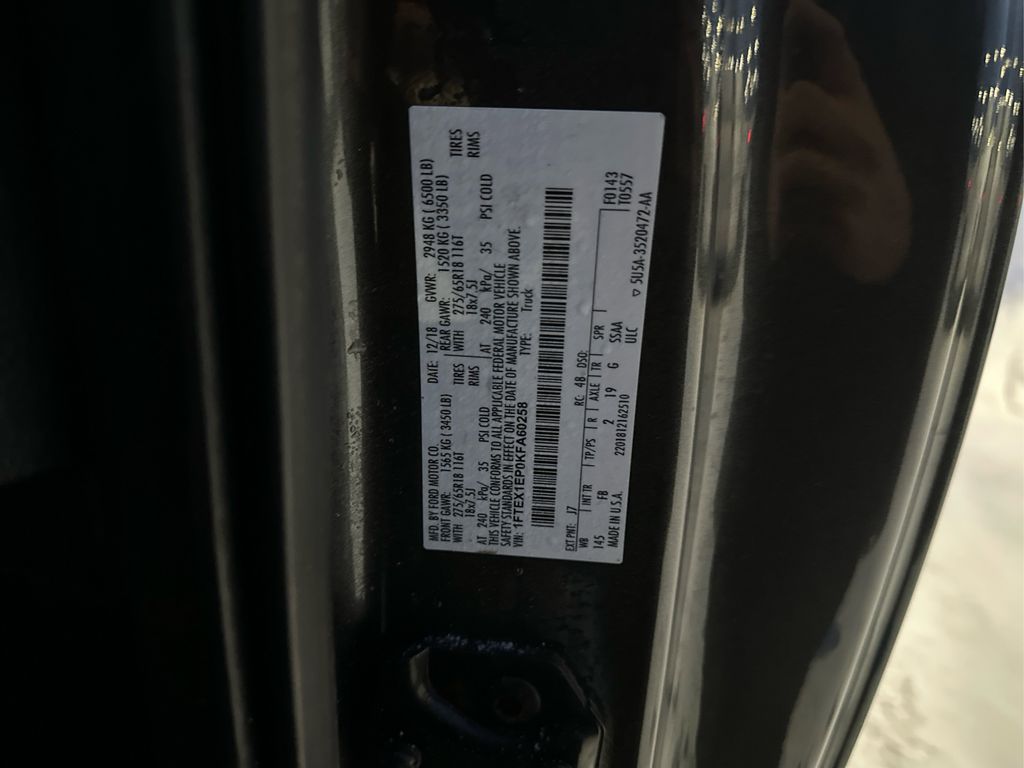 MFD. BY FORD MOTOR CO. DATE: 12/18 GVWR: 2948 KG ( 6500 LB)
FRONT GAWR: 1565 KG ( 3450 LB) REAR GAWR: 1520 KG ( 3350 LB)
WITH 275/65R18 116T TIRES WITH 275/65R18 116T TIRES
18x7.5J RIMS 18x7.5J RIMS
AT 240 kPa/ 35 PSI COLD AT 240 kPa/ 35 PSI COLD
THIS VEHICLE CONFORMS TO ALL APPLICABLE FEDERAL MOTOR VEHICLE
SAFETY STANDARDS IN EFFECT ON THE DATE OF MANUFACTURE SHOWN ABOVE.
VIN: 1FTEX1EP0KFA60258 TYPE: Truck
EXT PNT: J7 RC: 48 DSO: F0143
WB INT TR TP/PS R AXLE TR SPR T0557
145 FB 2 19 G SSAA
MADE IN U.S.A. 2201812162510 ULC
▽ 5U5A-3520472-AA